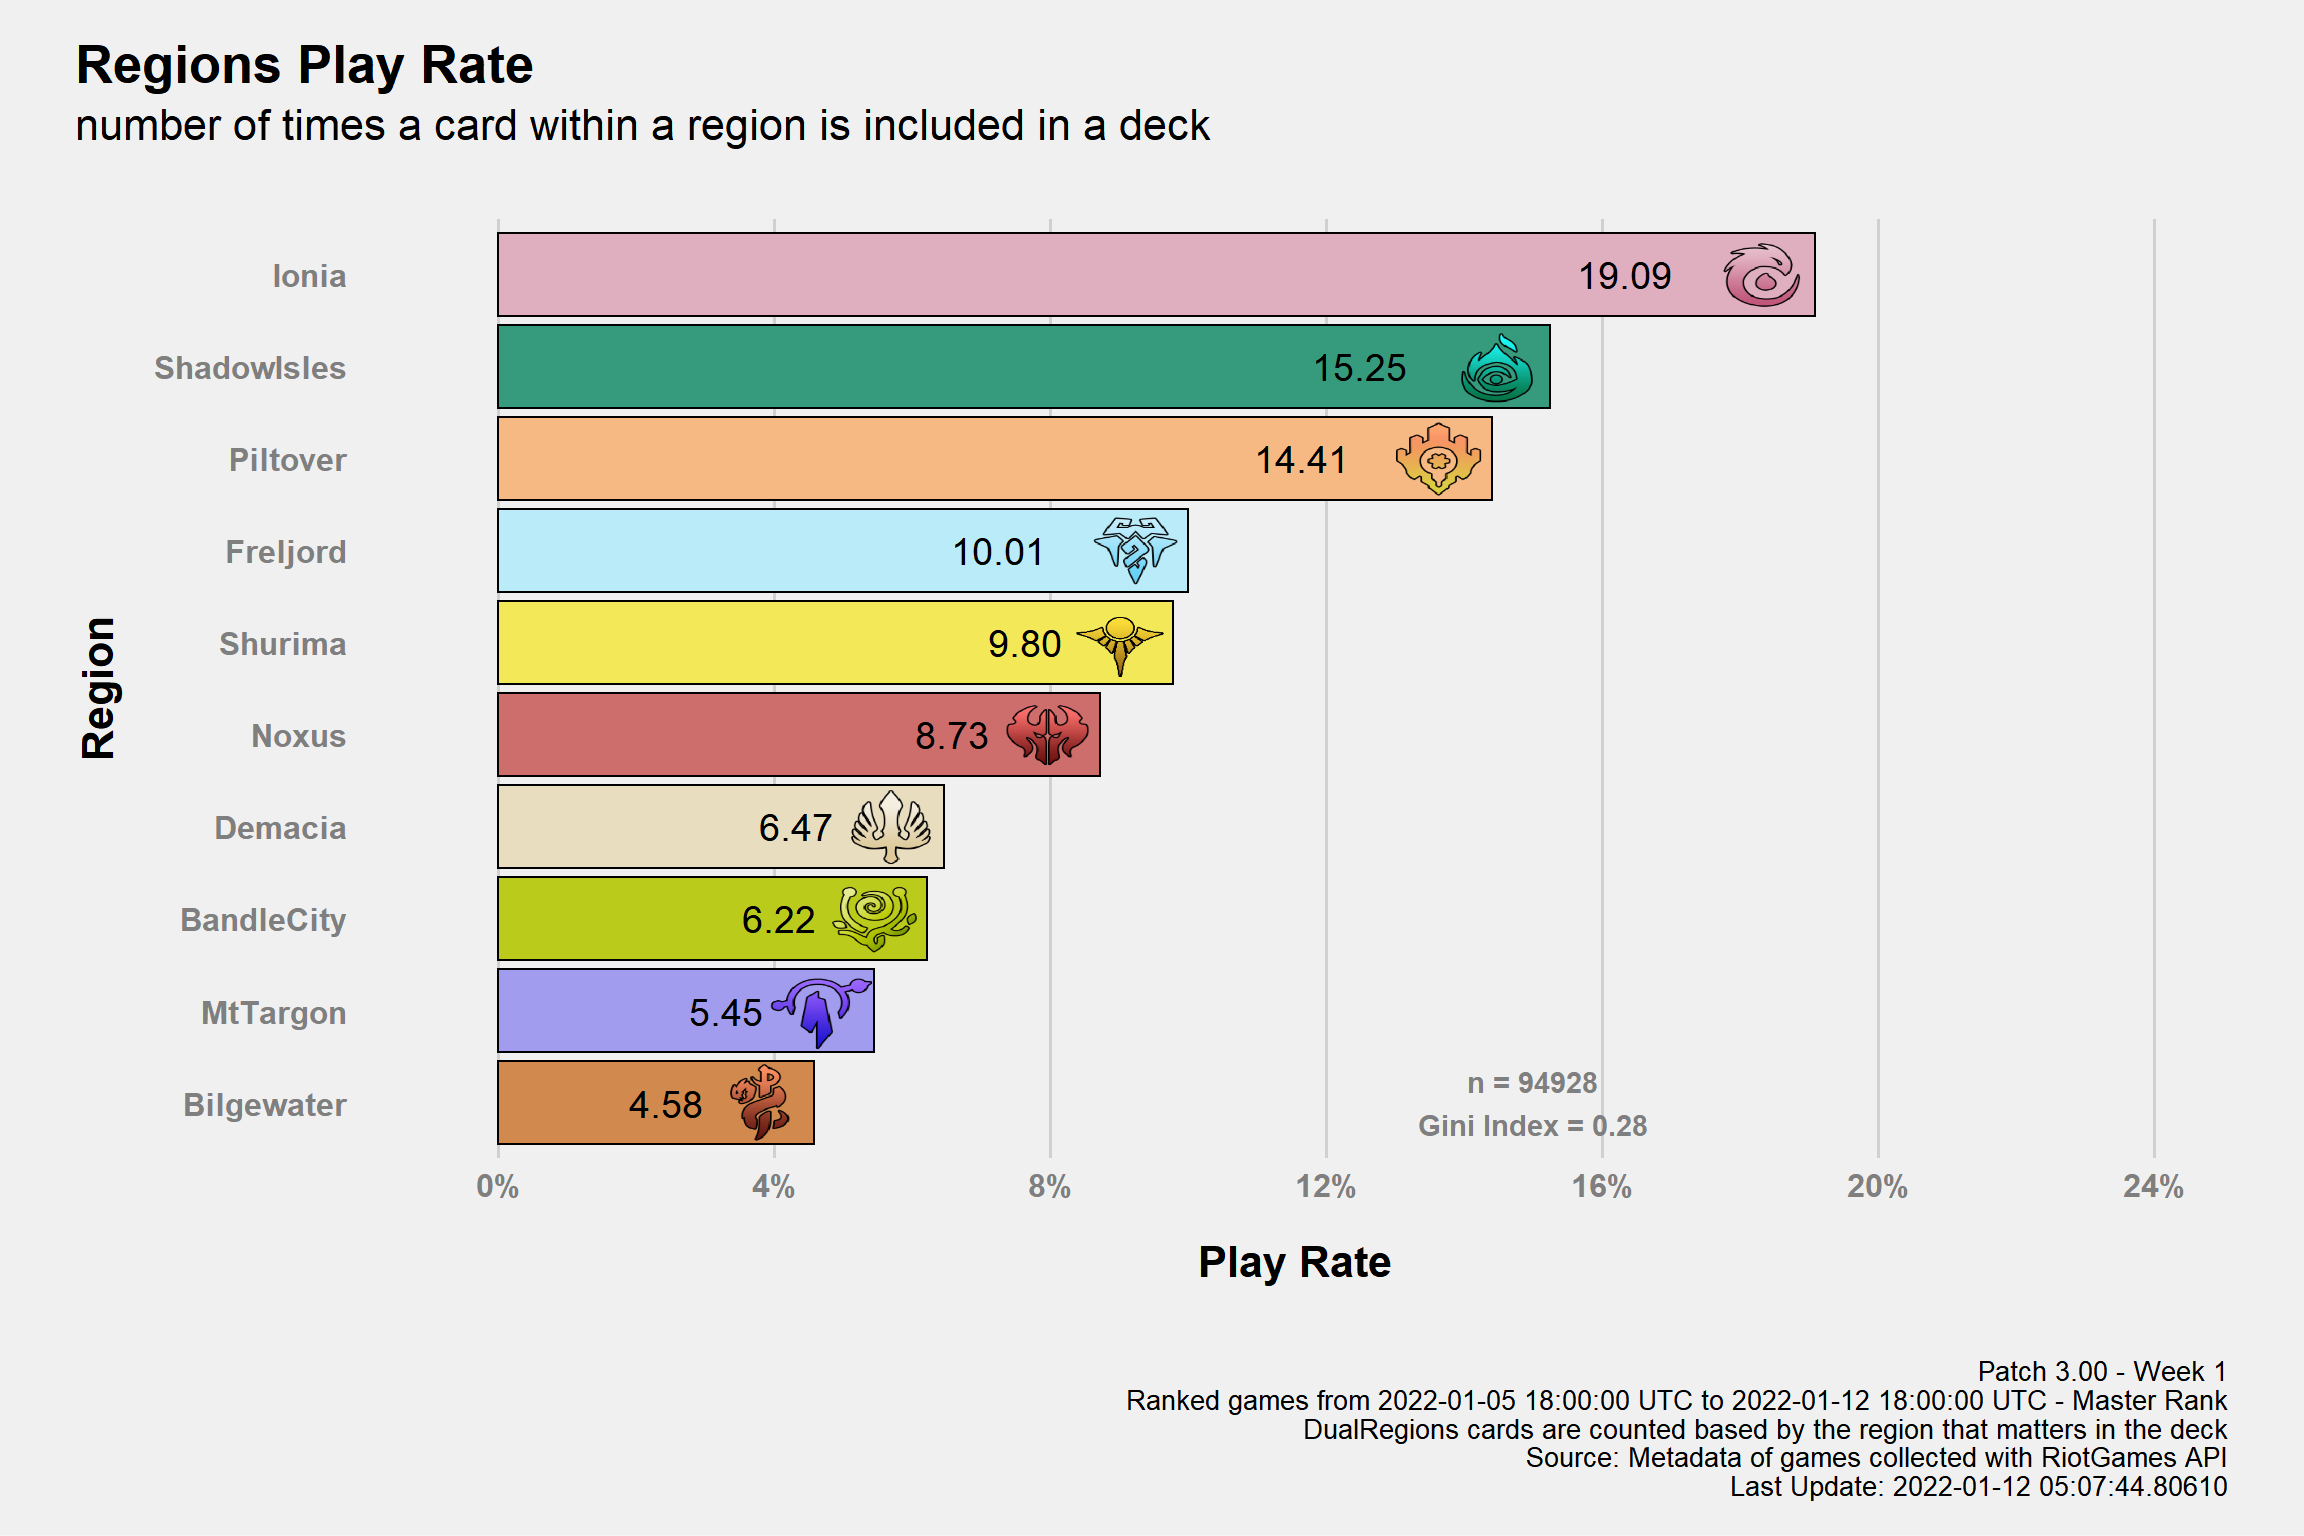 Regions Play Rate
number of times a card within a region is included in a deck
Region
Ionia 19.09
ShadowIsles 15.25
Piltover 14.41
Freljord 10.01
Shurima 9.80
Noxus 8.73
Demacia 6.47
BandleCity 6.22
MtTargon 5.45
Bilgewater 4.58
n = 94928
Gini Index = 0.28
0% 4% 8% 12% 16% 20% 24%
Play Rate
Patch 3.00 - Week 1
Ranked games from 2022-01-05 18:00:00 UTC to 2022-01-12 18:00:00 UTC - Master Rank
DualRegions cards are counted based by the region that matters in the deck
Source: Metadata of games collected with RiotGames API
Last Update: 2022-01-12 05:07:44.80610